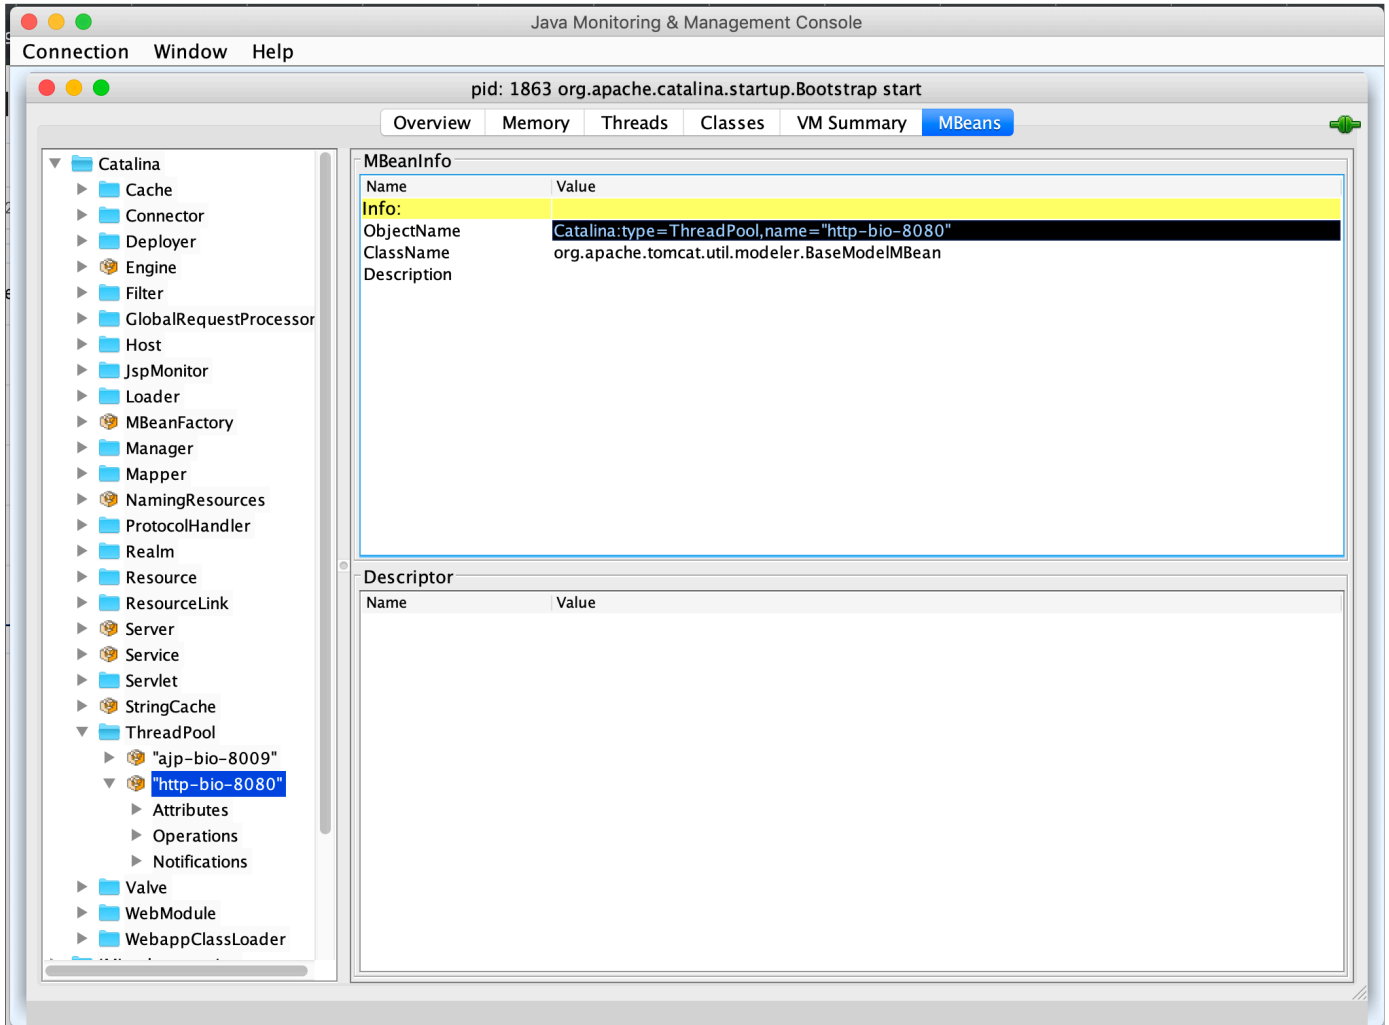 Java Monitoring & Management Console
Connection Window Help
pid: 1863 org.apache.catalina.startup.Bootstrap start
Overview Memory Threads Classes VM Summary MBeans
Catalina
Cache
Connector
Deployer
Engine
Filter
GlobalRequestProcessor
Host
JspMonitor
Loader
MBeanFactory
Manager
Mapper
NamingResources
ProtocolHandler
Realm
Resource
ResourceLink
Server
Service
Servlet
StringCache
ThreadPool
"ajp-bio-8009"
"http-bio-8080"
Attributes
Operations
Notifications
Valve
WebModule
WebappClassLoader
MBeanInfo
Name Value
Info:
ObjectName Catalina:type=ThreadPool,name="http-bio-8080"
ClassName org.apache.tomcat.util.modeler.BaseModelMBean
Description
Descriptor
Name Value